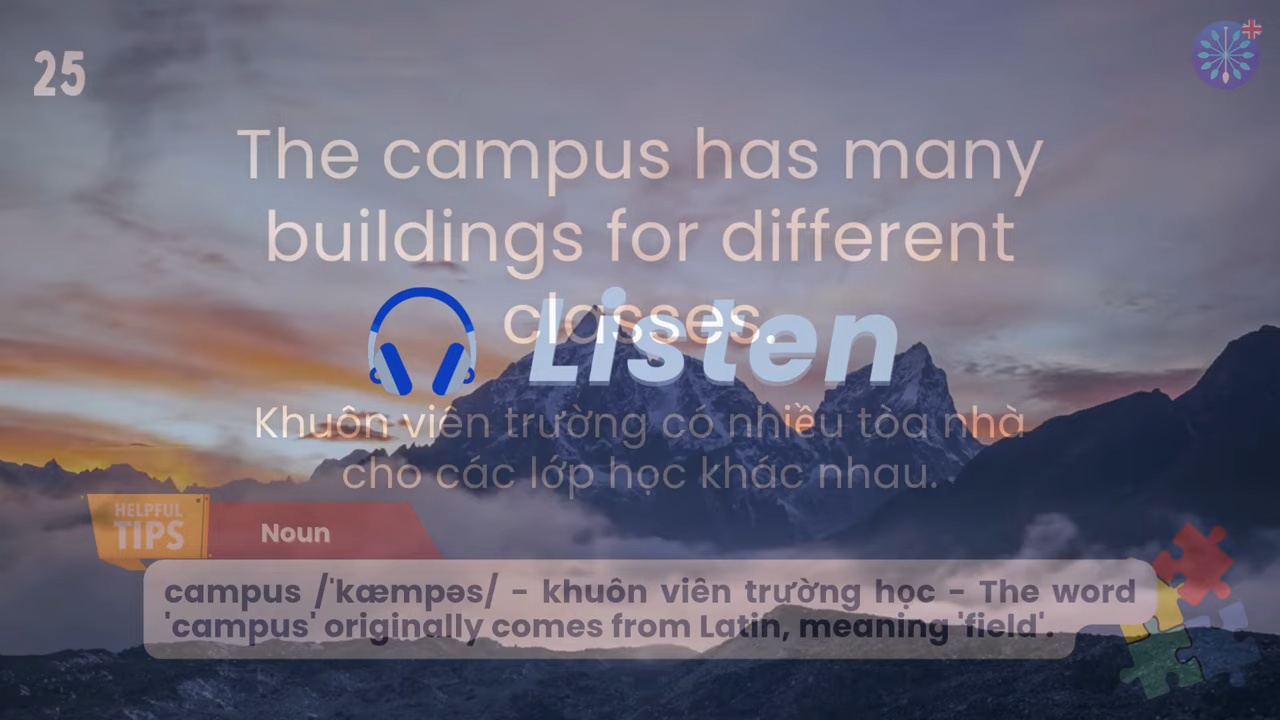 25
The campus has many
buildings for different
classes.
Listen
Khuôn viên trường có nhiều tòa nhà
cho các lớp học khác nhau.
HELPFUL
TIPS
Noun
campus /ˈkæmpəs/ - khuôn viên trường học - The word
'campus' originally comes from Latin, meaning 'field'.